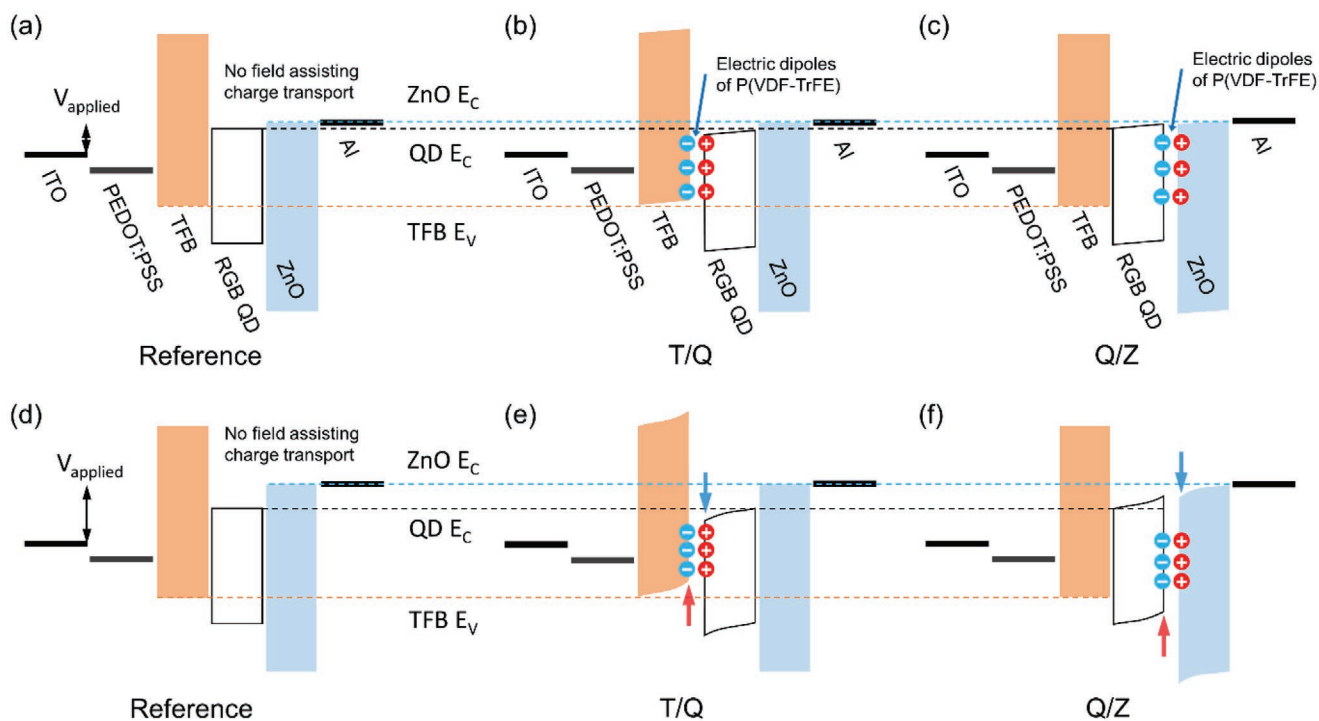 (a)
No field assisting
charge transport
V_applied
ITO
PEDOT:PSS
TFB
RGB QD
ZnO
Al
Reference
ZnO E_C
QD E_C
TFB E_V
(b)
Electric dipoles
of P(VDF-TrFE)
ITO
PEDOT:PSS
TFB
− + − + − +
RGB QD
ZnO
Al
T/Q
(c)
Electric dipoles
of P(VDF-TrFE)
ITO
PEDOT:PSS
TFB
RGB QD
− + − + − +
ZnO
Al
Q/Z
(d)
No field assisting
charge transport
V_applied
Reference
ZnO E_C
QD E_C
TFB E_V
(e)
− + − + − +
T/Q
(f)
− + − + − +
Q/Z